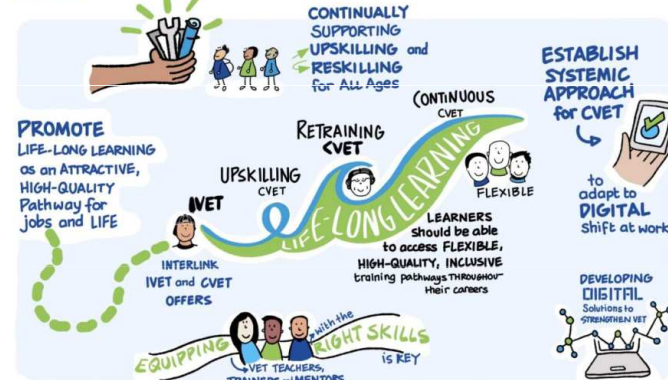 CONTINUALLY
SUPPORTING
UPSKILLING and
RESKILLING
for All Ages
ESTABLISH
SYSTEMIC
APPROACH
for CVET
to
adapt to
DIGITAL
shift at work
PROMOTE
LIFE-LONG LEARNING
as an ATTRACTIVE,
HIGH-QUALITY
Pathway for
jobs and LIFE
IVET
UPSKILLING
CVET
RETRAINING
CVET
CONTINUOUS
CVET
LIFE-LONG LEARNING
FLEXIBLE
INTERLINK
IVET and CVET
OFFERS
LEARNERS
should be able
to access FLEXIBLE,
HIGH-QUALITY, INCLUSIVE
training pathways THROUGHOUT
their careers
DEVELOPING
DIGITAL
Solutions to
STRENGTHEN VET
EQUIPPING
with the
RIGHT SKILLS
is KEY
VET TEACHERS,
TRAINERS and MENTORS